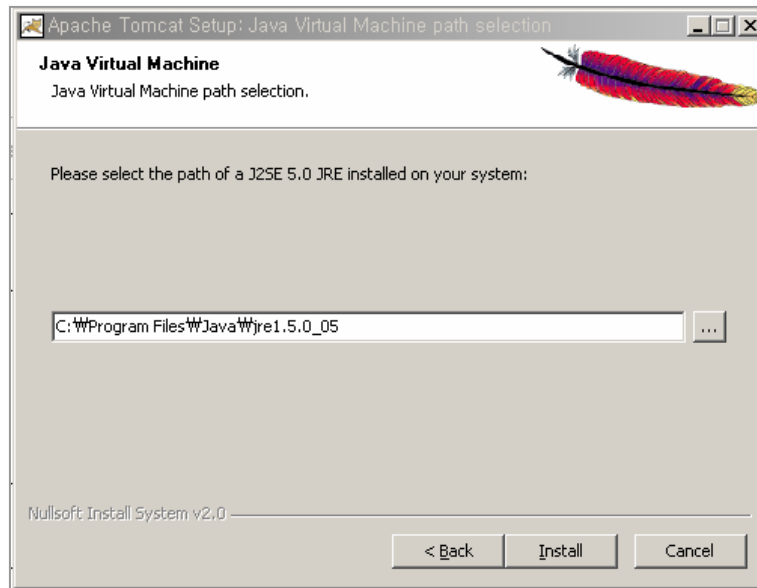 Apache Tomcat Setup: Java Virtual Machine path selection
Java Virtual Machine
Java Virtual Machine path selection.
Please select the path of a J2SE 5.0 JRE installed on your system:
C:₩Program Files₩Java₩jre1.5.0_05
...
Nullsoft Install System v2.0
< Back
Install
Cancel